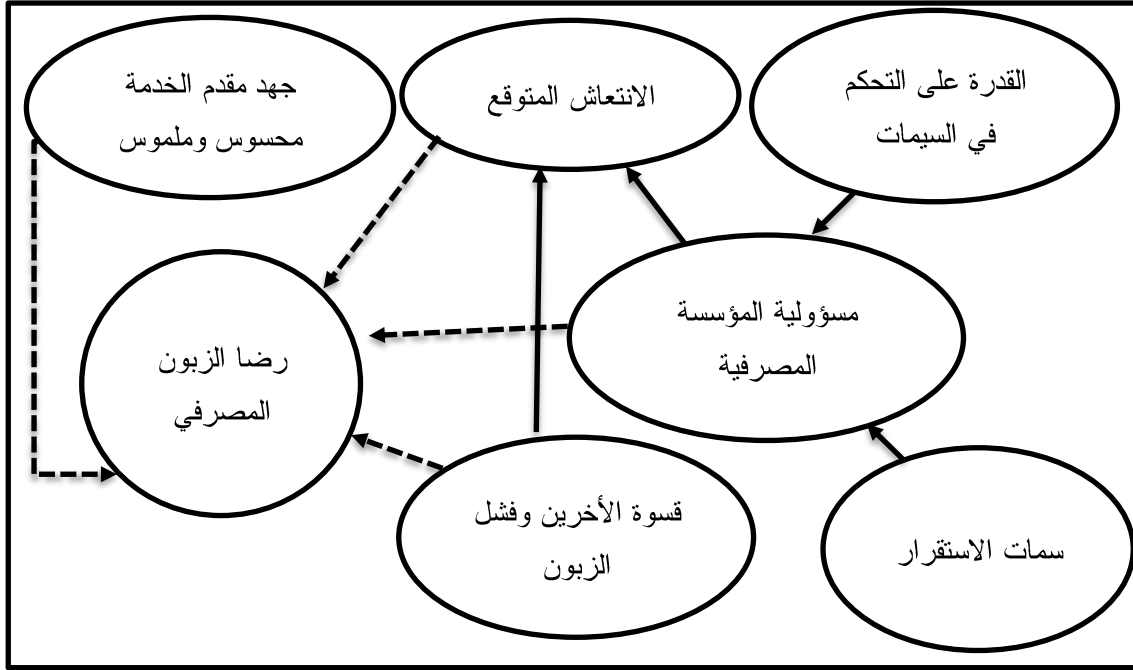 القدرة على التحكم
في السيمات
الانتعاش المتوقع
جهد مقدم الخدمة
محسوس وملموس
مسؤولية المؤسسة
المصرفية
رضا الزبون
المصرفي
سمات الاستقرار
قسوة الأخرين وفشل
الزبون